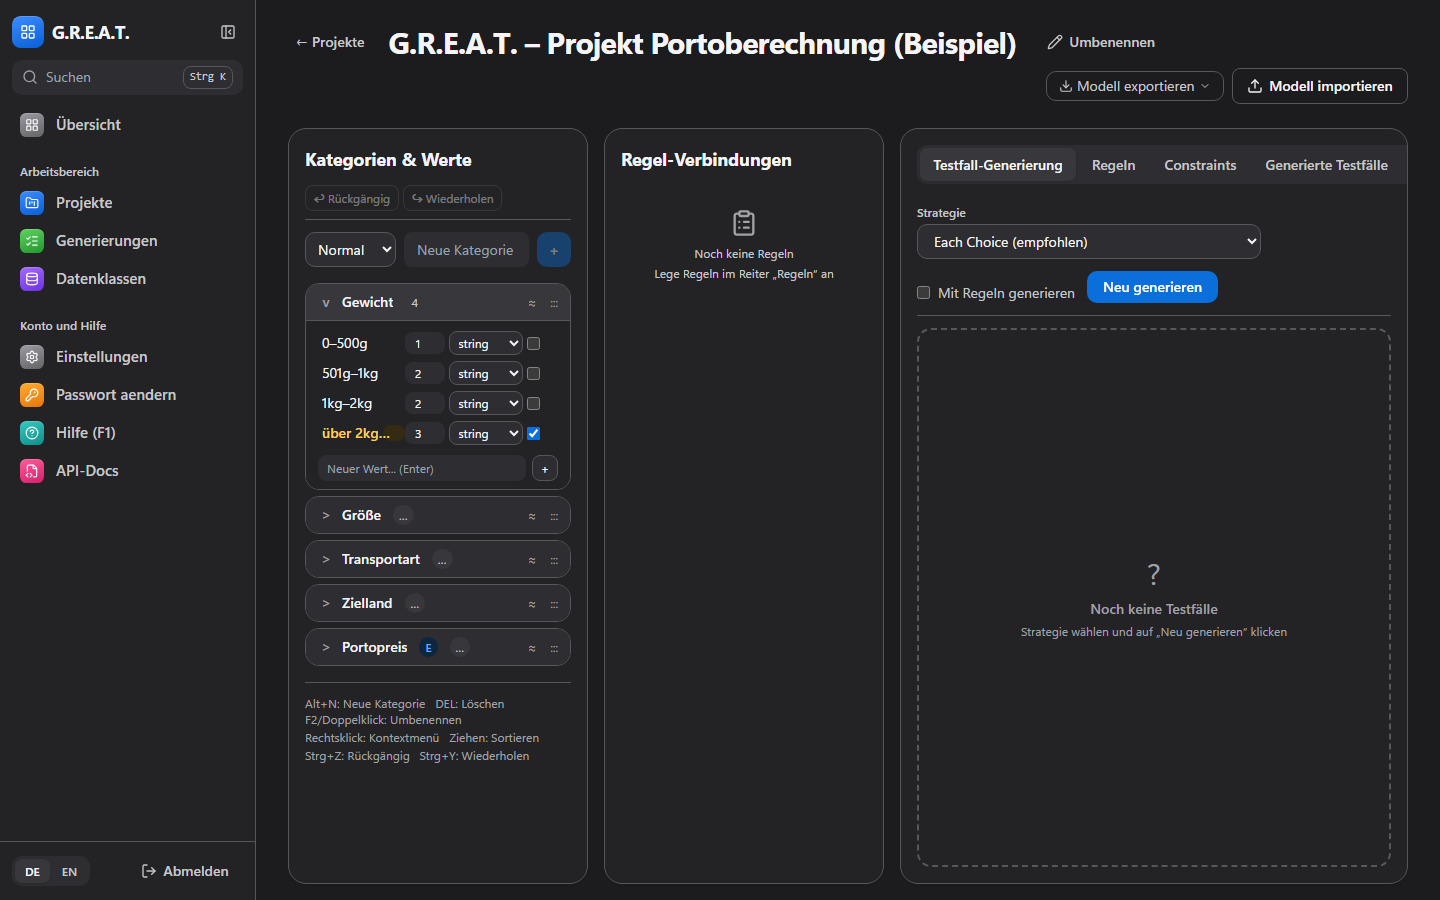 G.R.E.A.T.
Suchen
Strg K
Übersicht
Arbeitsbereich
Projekte
Generierungen
Datenklassen
Konto und Hilfe
Einstellungen
Passwort aendern
Hilfe (F1)
API-Docs
DE
EN
Abmelden
← Projekte
G.R.E.A.T. – Projekt Portoberechnung (Beispiel)
Umbenennen
Modell exportieren
Modell importieren
Kategorien & Werte
↩ Rückgängig
↪ Wiederholen
Normal
Neue Kategorie
+
v Gewicht 4 ≈ :::
0–500g 1 string
501g–1kg 2 string
1kg–2kg 2 string
über 2kg... 3 string
Neuer Wert... (Enter) +
> Größe ... ≈ :::
> Transportart ... ≈ :::
> Zielland ... ≈ :::
> Portopreis E ... ≈ :::
Alt+N: Neue Kategorie DEL: Löschen
F2/Doppelklick: Umbenennen
Rechtsklick: Kontextmenü Ziehen: Sortieren
Strg+Z: Rückgängig Strg+Y: Wiederholen
Regel-Verbindungen
Noch keine Regeln
Lege Regeln im Reiter „Regeln“ an
Testfall-Generierung
Regeln
Constraints
Generierte Testfälle
Strategie
Each Choice (empfohlen)
Mit Regeln generieren
Neu generieren
?
Noch keine Testfälle
Strategie wählen und auf „Neu generieren“ klicken